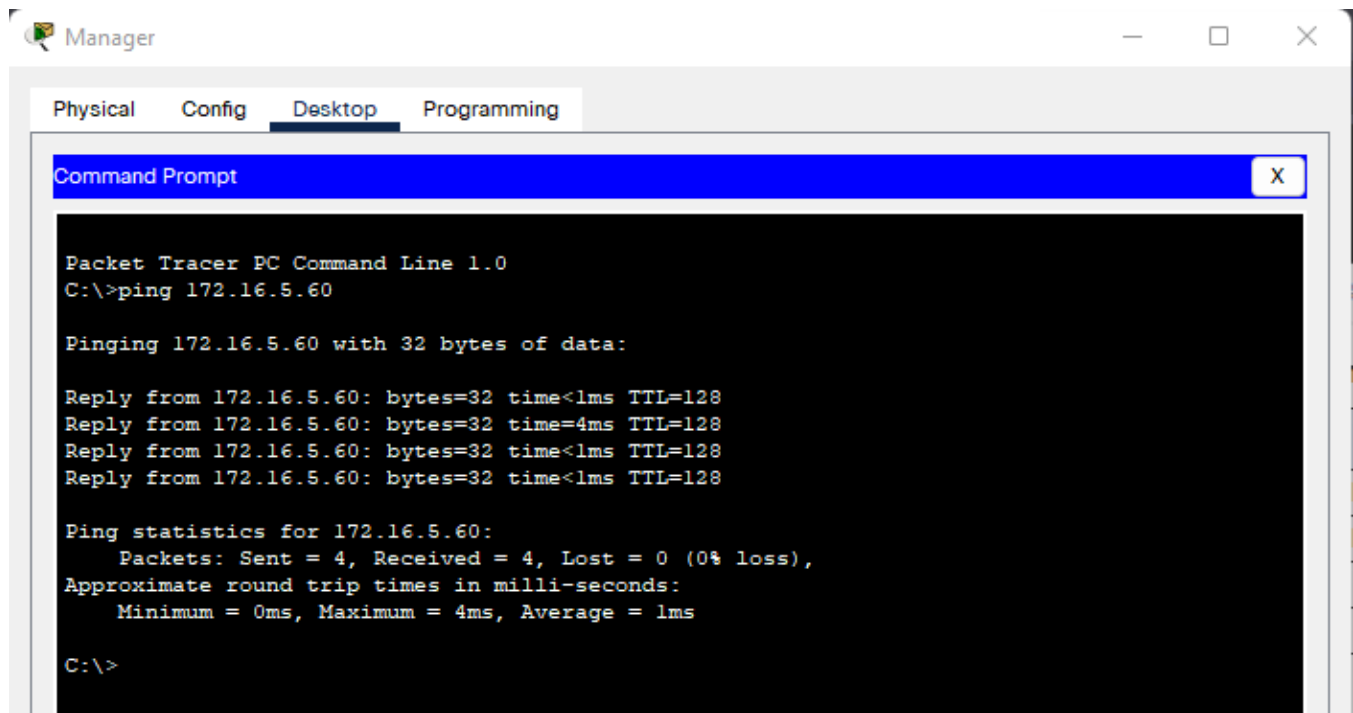 Manager
Physical Config Desktop Programming
Command Prompt
X
Packet Tracer PC Command Line 1.0
C:\>ping 172.16.5.60
Pinging 172.16.5.60 with 32 bytes of data:
Reply from 172.16.5.60: bytes=32 time<1ms TTL=128
Reply from 172.16.5.60: bytes=32 time=4ms TTL=128
Reply from 172.16.5.60: bytes=32 time<1ms TTL=128
Reply from 172.16.5.60: bytes=32 time<1ms TTL=128
Ping statistics for 172.16.5.60:
Packets: Sent = 4, Received = 4, Lost = 0 (0% loss),
Approximate round trip times in milli-seconds:
Minimum = 0ms, Maximum = 4ms, Average = 1ms
C:\>